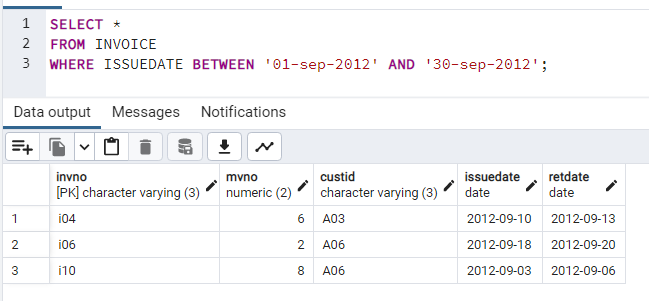 1 SELECT *
2 FROM INVOICE
3 WHERE ISSUEDATE BETWEEN '01-sep-2012' AND '30-sep-2012';
Data output Messages Notifications
invno mvno custid issuedate retdate
[PK] character varying (3) numeric (2) character varying (3) date date
1 i04 6 A03 2012-09-10 2012-09-13
2 i06 2 A06 2012-09-18 2012-09-20
3 i10 8 A06 2012-09-03 2012-09-06